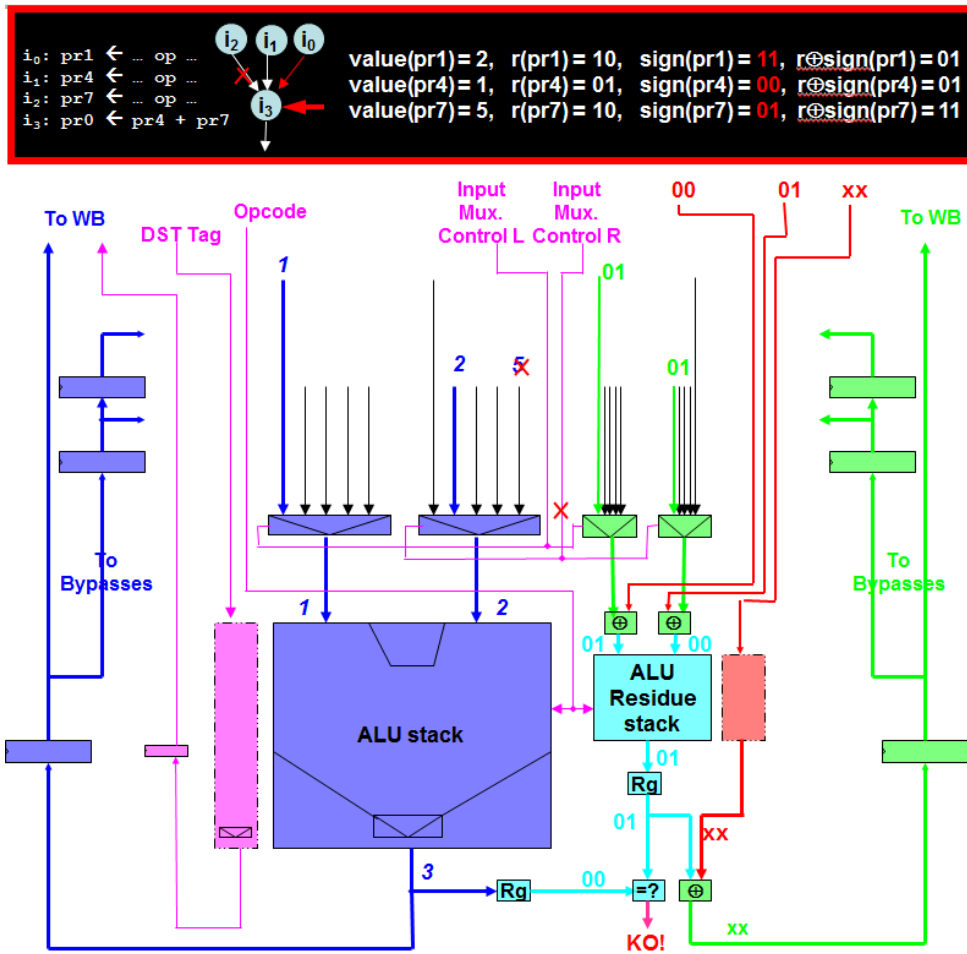 i₀: pr1 ← … op …
i₁: pr4 ← … op …
i₂: pr7 ← … op …
i₃: pr0 ← pr4 + pr7
i₂ i₁ i₀
i₃
value(pr1) = 2, r(pr1) = 10, sign(pr1) = 11, r⊕sign(pr1) = 01
value(pr4) = 1, r(pr4) = 01, sign(pr4) = 00, r⊕sign(pr4) = 01
value(pr7) = 5, r(pr7) = 10, sign(pr7) = 01, r⊕sign(pr7) = 11
To WB
DST Tag
Opcode
Input
Mux.
Control L
Input
Mux.
Control R
00
01
xx
To WB
1
01
2
5
01
To
Bypasses
To
Bypasses
1
2
⊕
⊕
01
00
ALU stack
ALU
Residue
stack
01
Rg
01
xx
3
Rg
00
=?
⊕
xx
KO!